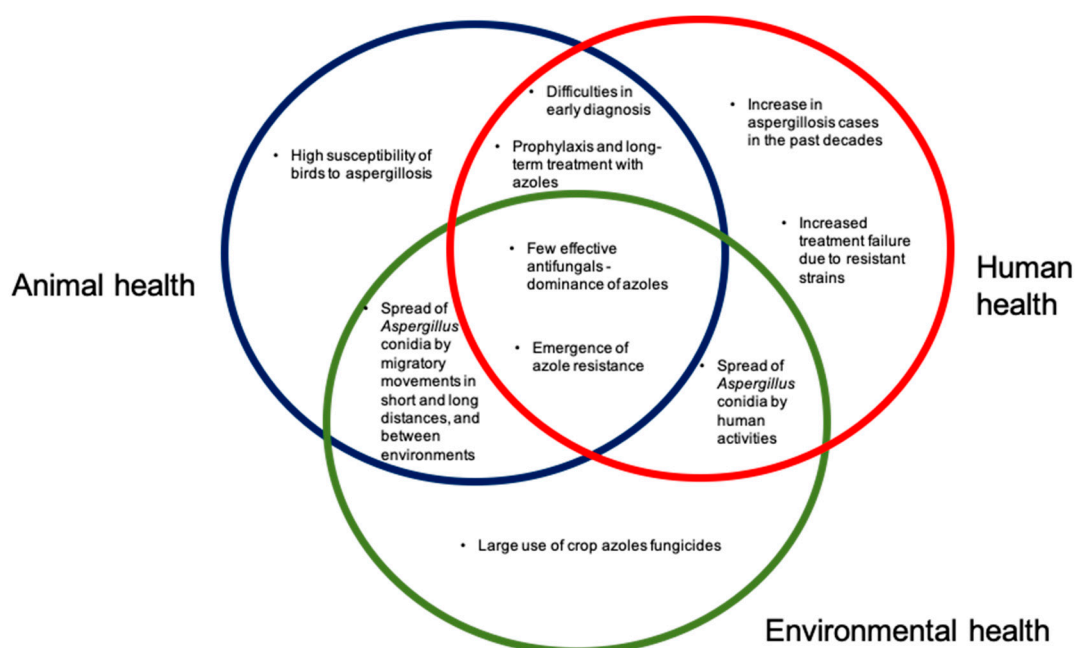 • Difficulties in
early diagnosis
• Prophylaxis and long-
term treatment with
azoles
• Increase in
aspergillosis cases
in the past decades
• High susceptibility of
birds to aspergillosis
• Increased
treatment failure
due to resistant
strains
• Few effective
antifungals -
dominance of azoles
Animal health
Human
health
• Spread of
Aspergillus
conidia by
migratory
movements in
short and long
distances, and
between
environments
• Emergence of
azole resistance
• Spread of
Aspergillus
conidia by
human
activities
• Large use of crop azoles fungicides
Environmental health